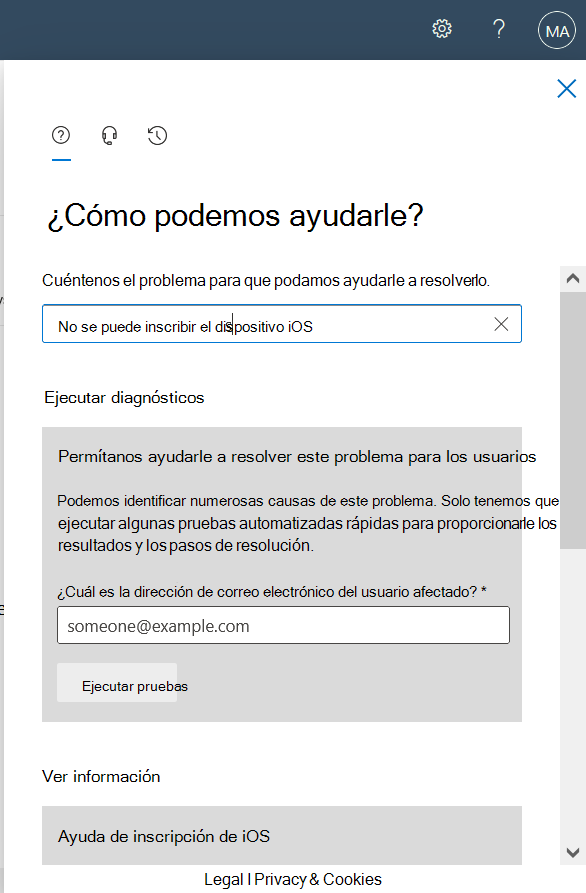 MA
¿Cómo podemos ayudarle?
Cuéntenos el problema para que podamos ayudarle a resolverlo.
No se puede inscribir el dispositivo iOS
Ejecutar diagnósticos
Permítanos ayudarle a resolver este problema para los usuarios
Podemos identificar numerosas causas de este problema. Solo tenemos que
ejecutar algunas pruebas automatizadas rápidas para proporcionarle los
resultados y los pasos de resolución.
¿Cuál es la dirección de correo electrónico del usuario afectado? *
someone@example.com
Ejecutar pruebas
Ver información
Ayuda de inscripción de iOS
Legal | Privacy & Cookies